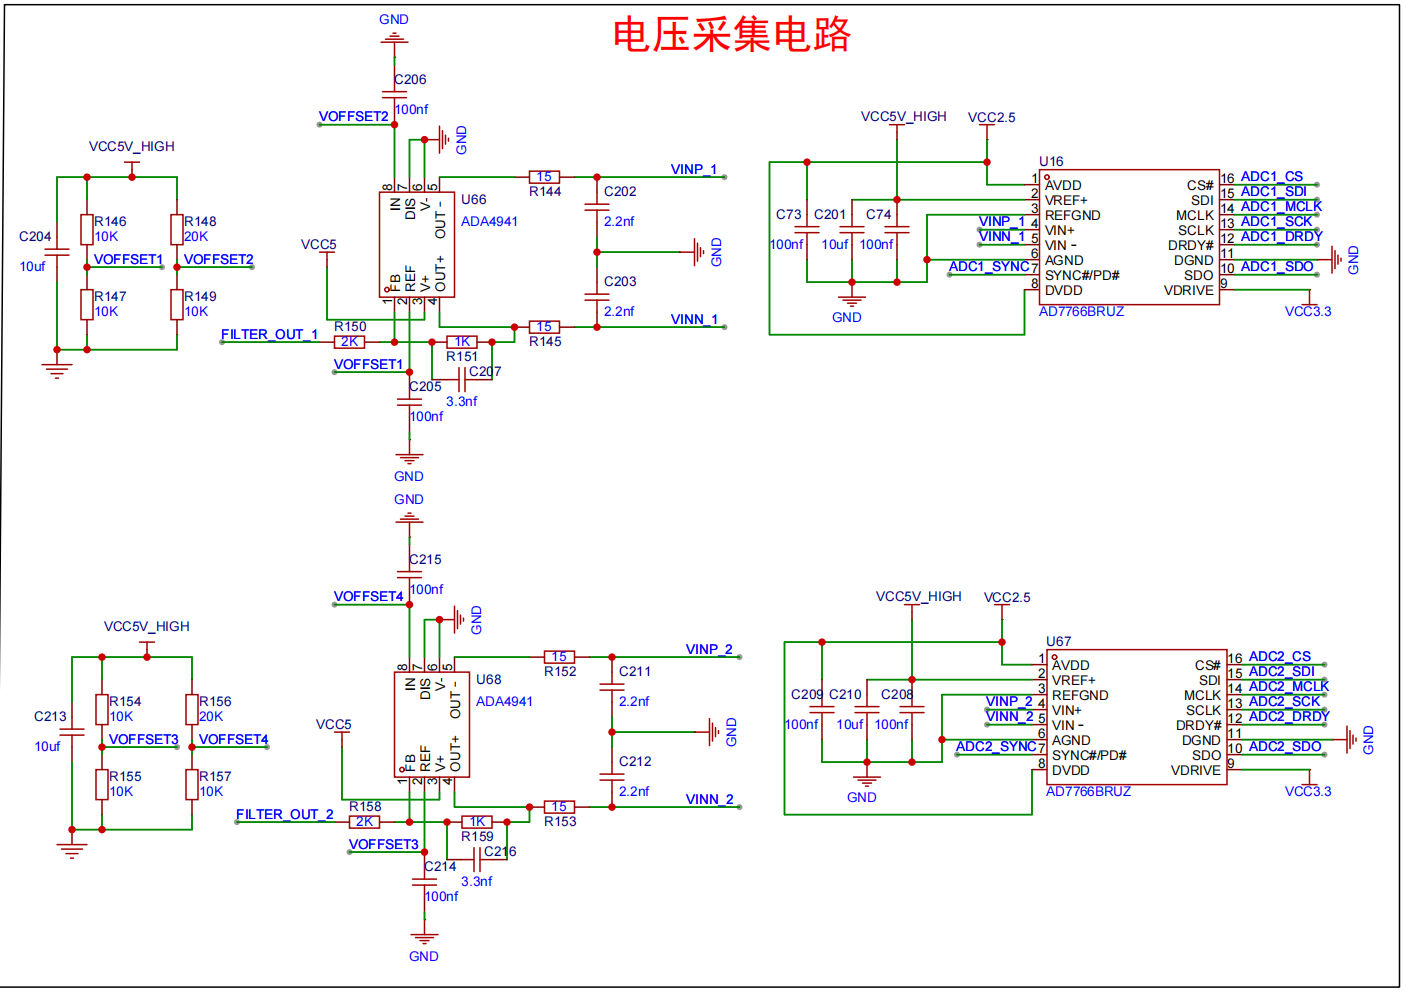 电压采集电路
GND
C206
100nf
VOFFSET2
GND
VCC5V_HIGH
C204
10uf
R146
10K
R148
20K
VOFFSET1
VOFFSET2
R147
10K
R149
10K
VCC5
8
7
6
5
IN
DIS
V-
OUT -
U66
ADA4941
FB
REF
V+
OUT+
1
2
3
4
15
R144
VINP_1
C202
2.2nf
GND
C203
2.2nf
VINN_1
15
R145
FILTER_OUT_1
R150
2K
1K
R151
VOFFSET1
C207
3.3nf
C205
100nf
GND
VCC5V_HIGH
VCC2.5
C73
100nf
C201
10uf
C74
100nf
GND
U16
1 AVDD
2 VREF+
3 REFGND
VINP_1 4 VIN+
VINN_1 5 VIN -
6 AGND
ADC1_SYNC 7 SYNC#/PD#
8 DVDD
CS# 16 ADC1_CS
SDI 15 ADC1_SDI
MCLK 14 ADC1_MCLK
SCLK 13 ADC1_SCK
DRDY# 12 ADC1_DRDY
DGND 11
SDO 10 ADC1_SDO
VDRIVE 9
AD7766BRUZ
GND
VCC3.3
GND
C215
100nf
VOFFSET4
GND
VCC5V_HIGH
C213
10uf
R154
10K
R156
20K
VOFFSET3
VOFFSET4
R155
10K
R157
10K
VCC5
8
7
6
5
IN
DIS
V-
OUT -
U68
ADA4941
FB
REF
V+
OUT+
1
2
3
4
15
R152
VINP_2
C211
2.2nf
GND
C212
2.2nf
VINN_2
15
R153
FILTER_OUT_2
R158
2K
1K
R159
VOFFSET3
C216
3.3nf
C214
100nf
GND
VCC5V_HIGH
VCC2.5
C209
100nf
C210
10uf
C208
100nf
GND
U67
1 AVDD
2 VREF+
3 REFGND
VINP_2 4 VIN+
VINN_2 5 VIN -
6 AGND
ADC2_SYNC 7 SYNC#/PD#
8 DVDD
CS# 16 ADC2_CS
SDI 15 ADC2_SDI
MCLK 14 ADC2_MCLK
SCLK 13 ADC2_SCK
DRDY# 12 ADC2_DRDY
DGND 11
SDO 10 ADC2_SDO
VDRIVE 9
AD7766BRUZ
GND
VCC3.3